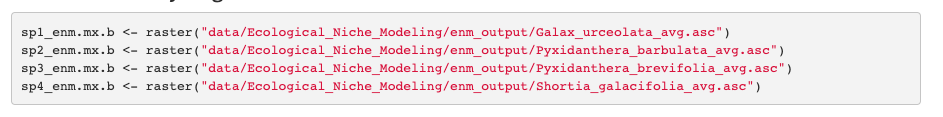 sp1_enm.mx.b <- raster("data/Ecological_Niche_Modeling/enm_output/Galax_urceolata_avg.asc")
sp2_enm.mx.b <- raster("data/Ecological_Niche_Modeling/enm_output/Pyxidanthera_barbulata_avg.asc")
sp3_enm.mx.b <- raster("data/Ecological_Niche_Modeling/enm_output/Pyxidanthera_brevifolia_avg.asc")
sp4_enm.mx.b <- raster("data/Ecological_Niche_Modeling/enm_output/Shortia_galacifolia_avg.asc")